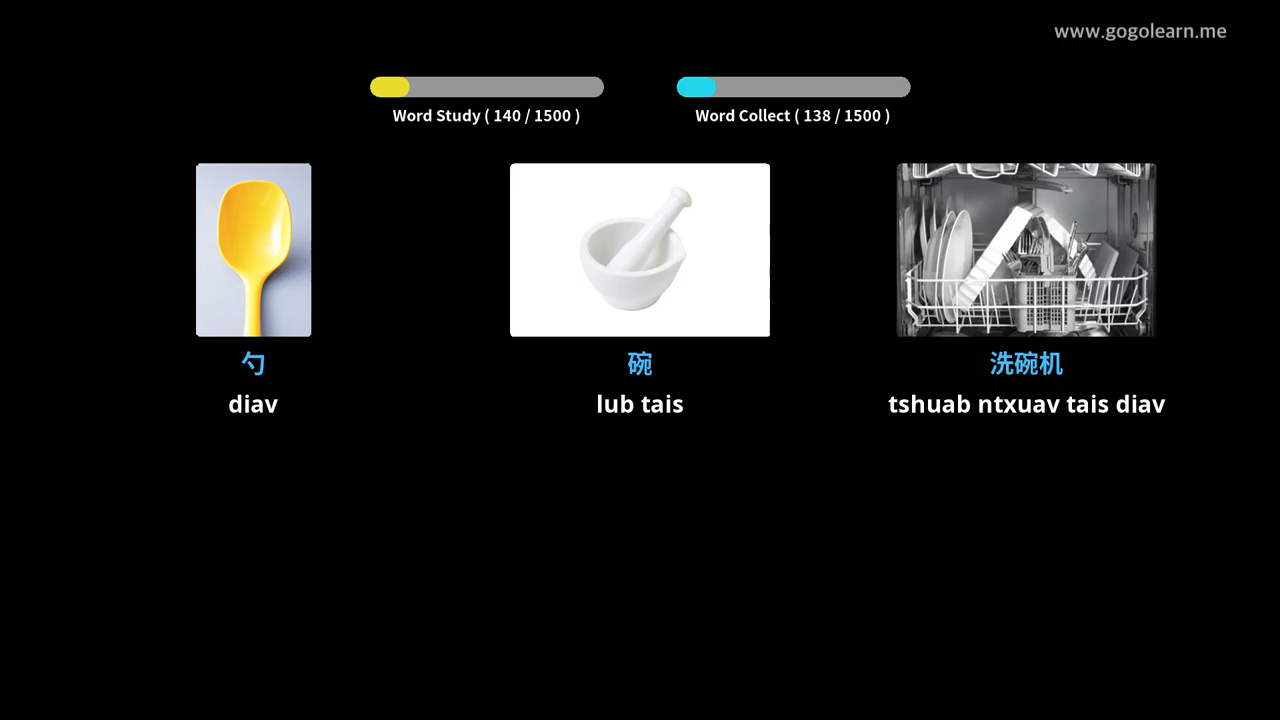 www.gogolearn.me
Word Study ( 140 / 1500 )
Word Collect ( 138 / 1500 )
勺
碗
洗碗机
diav
lub tais
tshuab ntxuav tais diav